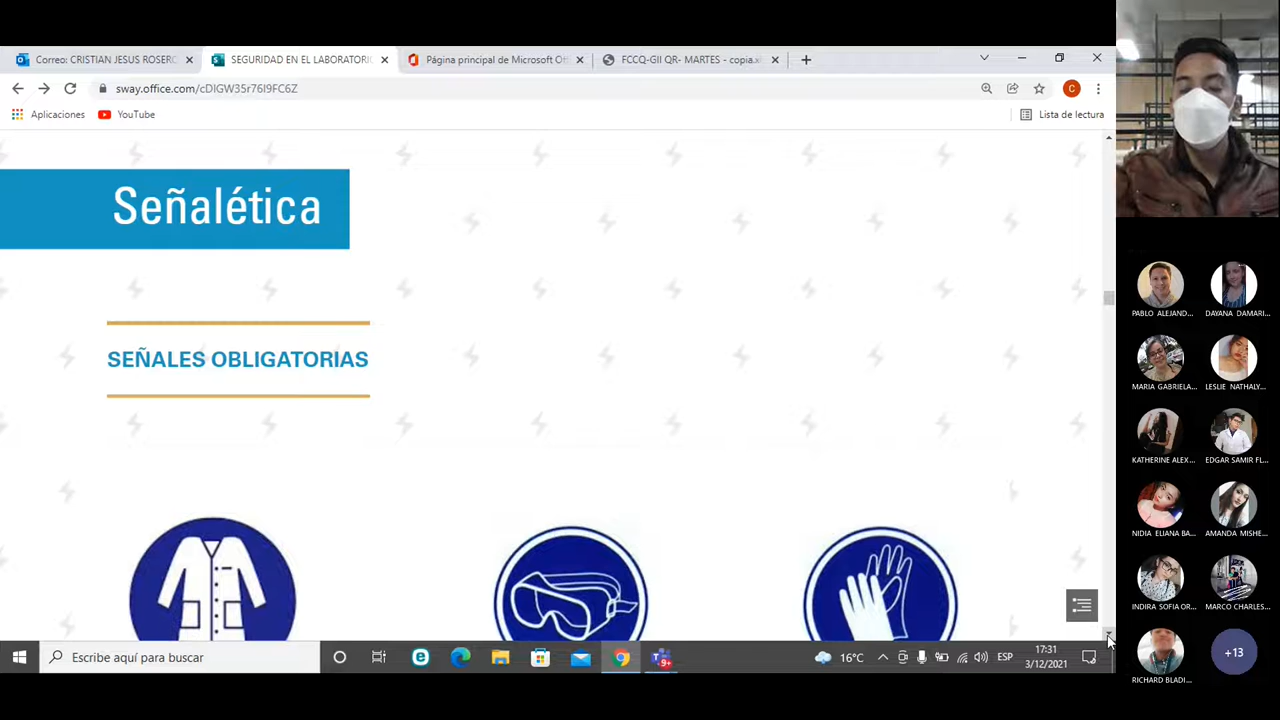 Correo: CRISTIAN JESUS ROSERO
SEGURIDAD EN EL LABORATORIO
Página principal de Microsoft Of
FCCQ-GII QR- MARTES - copia.xl
sway.office.com/cDIGW35r76I9FC6Z
Aplicaciones
YouTube
Lista de lectura
Señalética
SEÑALES OBLIGATORIAS
PABLO ALEJAND...
DAYANA DAMARI...
MARIA GABRIELA...
LESLIE NATHALY...
KATHERINE ALEX...
EDGAR SAMIR FL...
NIDIA ELIANA BA...
AMANDA MISHE...
INDIRA SOFIA OR...
MARCO CHARLES...
RICHARD BLADI...
+13
Escribe aquí para buscar
9+
16°C
ESP
17:31
3/12/2021